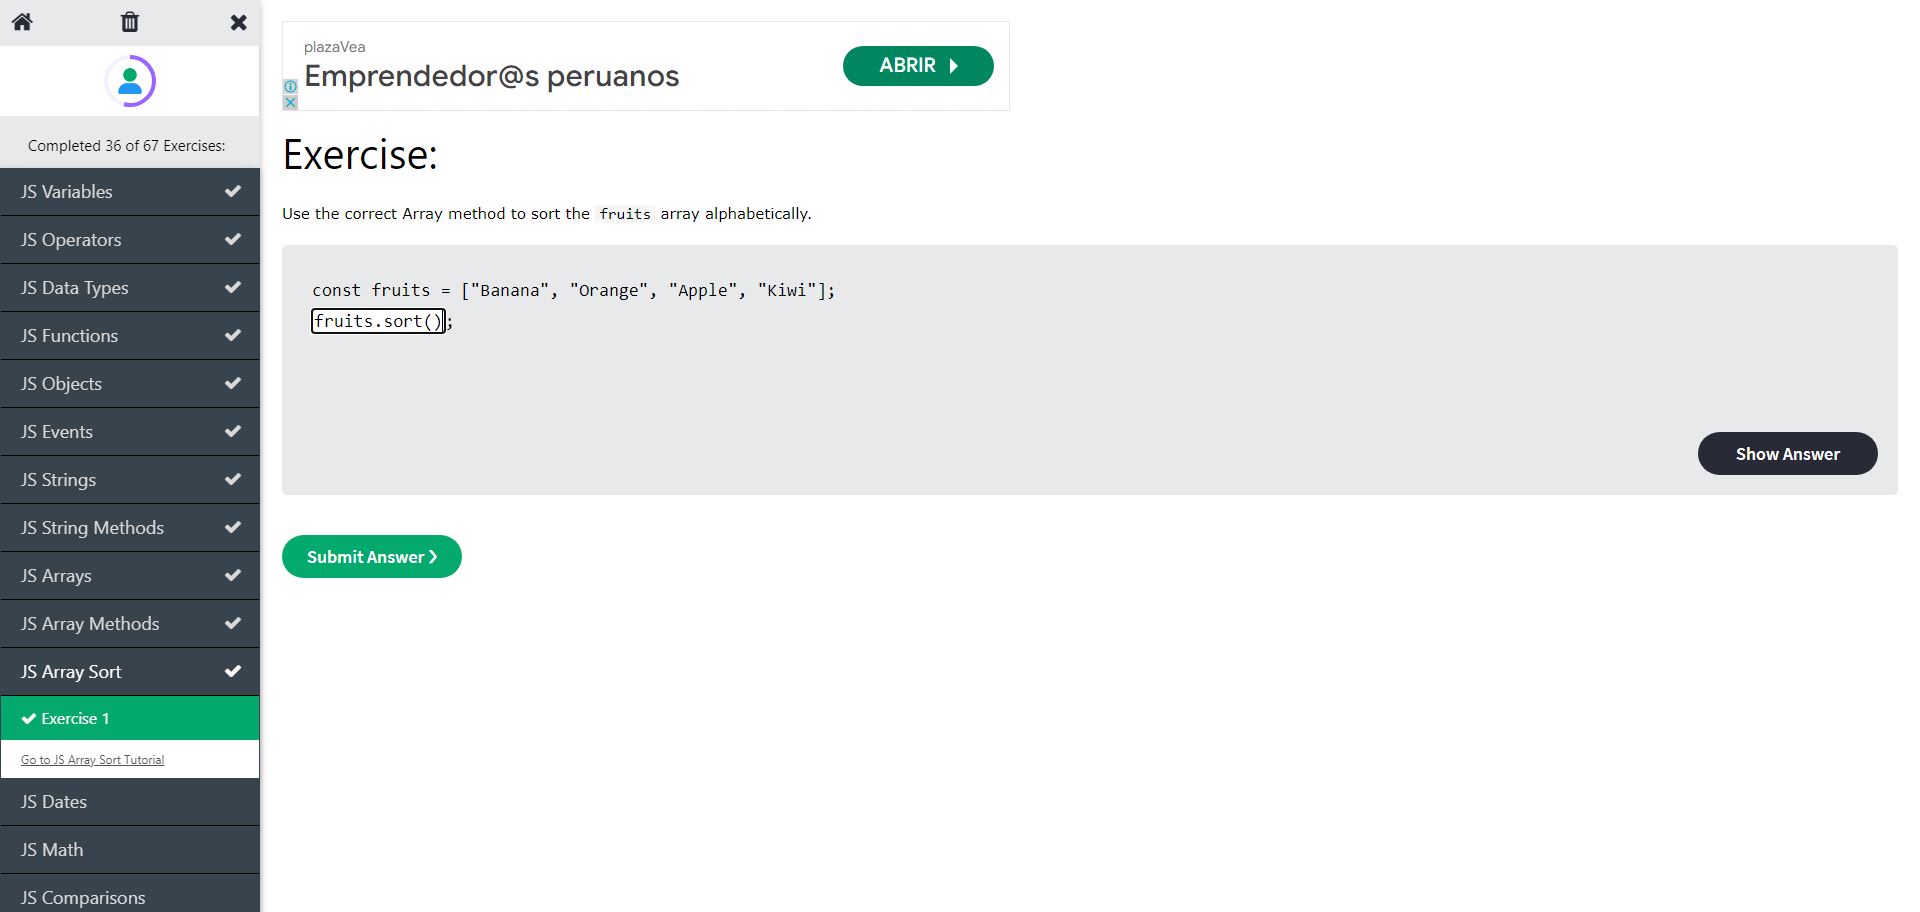 Completed 36 of 67 Exercises:
JS Variables
JS Operators
JS Data Types
JS Functions
JS Objects
JS Events
JS Strings
JS String Methods
JS Arrays
JS Array Methods
JS Array Sort
Exercise 1
Go to JS Array Sort Tutorial
JS Dates
JS Math
JS Comparisons
plazaVea
Emprendedor@s peruanos
ABRIR
Exercise:
Use the correct Array method to sort the fruits array alphabetically.
const fruits = ["Banana", "Orange", "Apple", "Kiwi"];
fruits.sort();
Show Answer
Submit Answer ❯